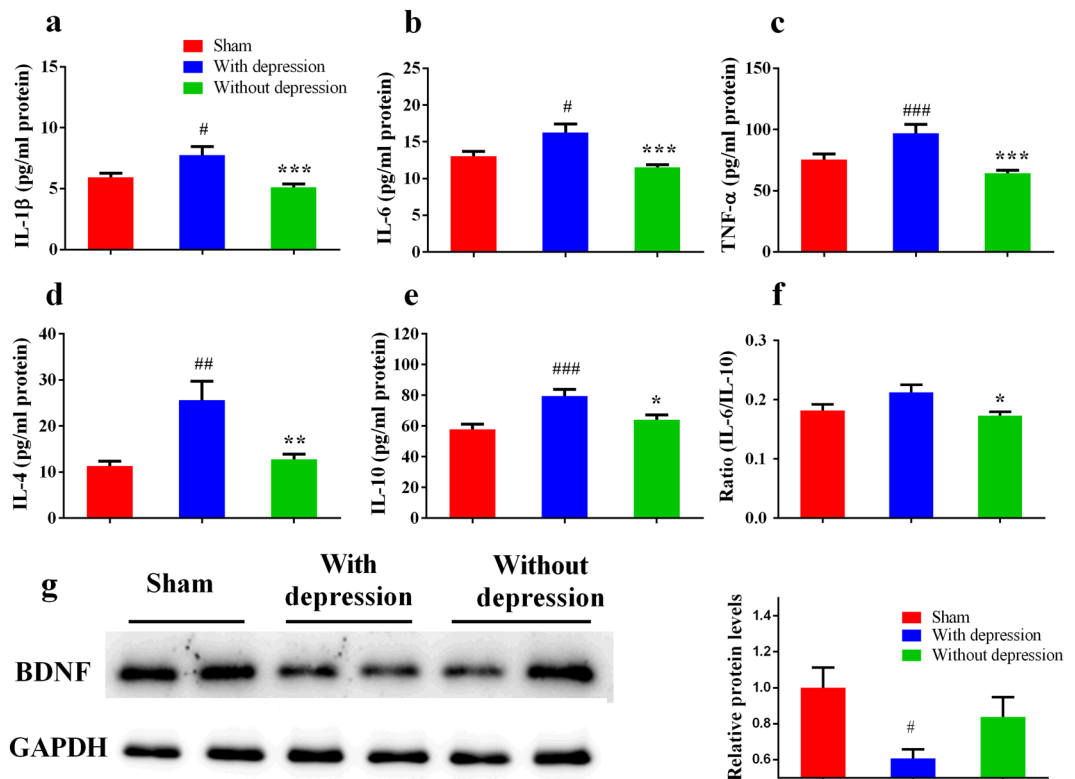 a
Sham
With depression
Without depression
IL-1β (pg/ml protein)
15
10
5
0
#
***
b
IL-6 (pg/ml protein)
25
20
15
10
5
0
#
***
c
TNF-α (pg/ml protein)
150
100
50
0
###
***
d
IL-4 (pg/ml protein)
40
30
20
10
0
##
**
e
IL-10 (pg/ml protein)
120
100
80
60
40
20
0
###
*
f
Ratio (IL-6/IL-10)
0.3
0.2
0.1
0.0
*
g
Sham
With
depression
Without
depression
BDNF
GAPDH
Relative protein levels
1.4
1.2
1.0
0.8
0.6
Sham
With depression
Without depression
#